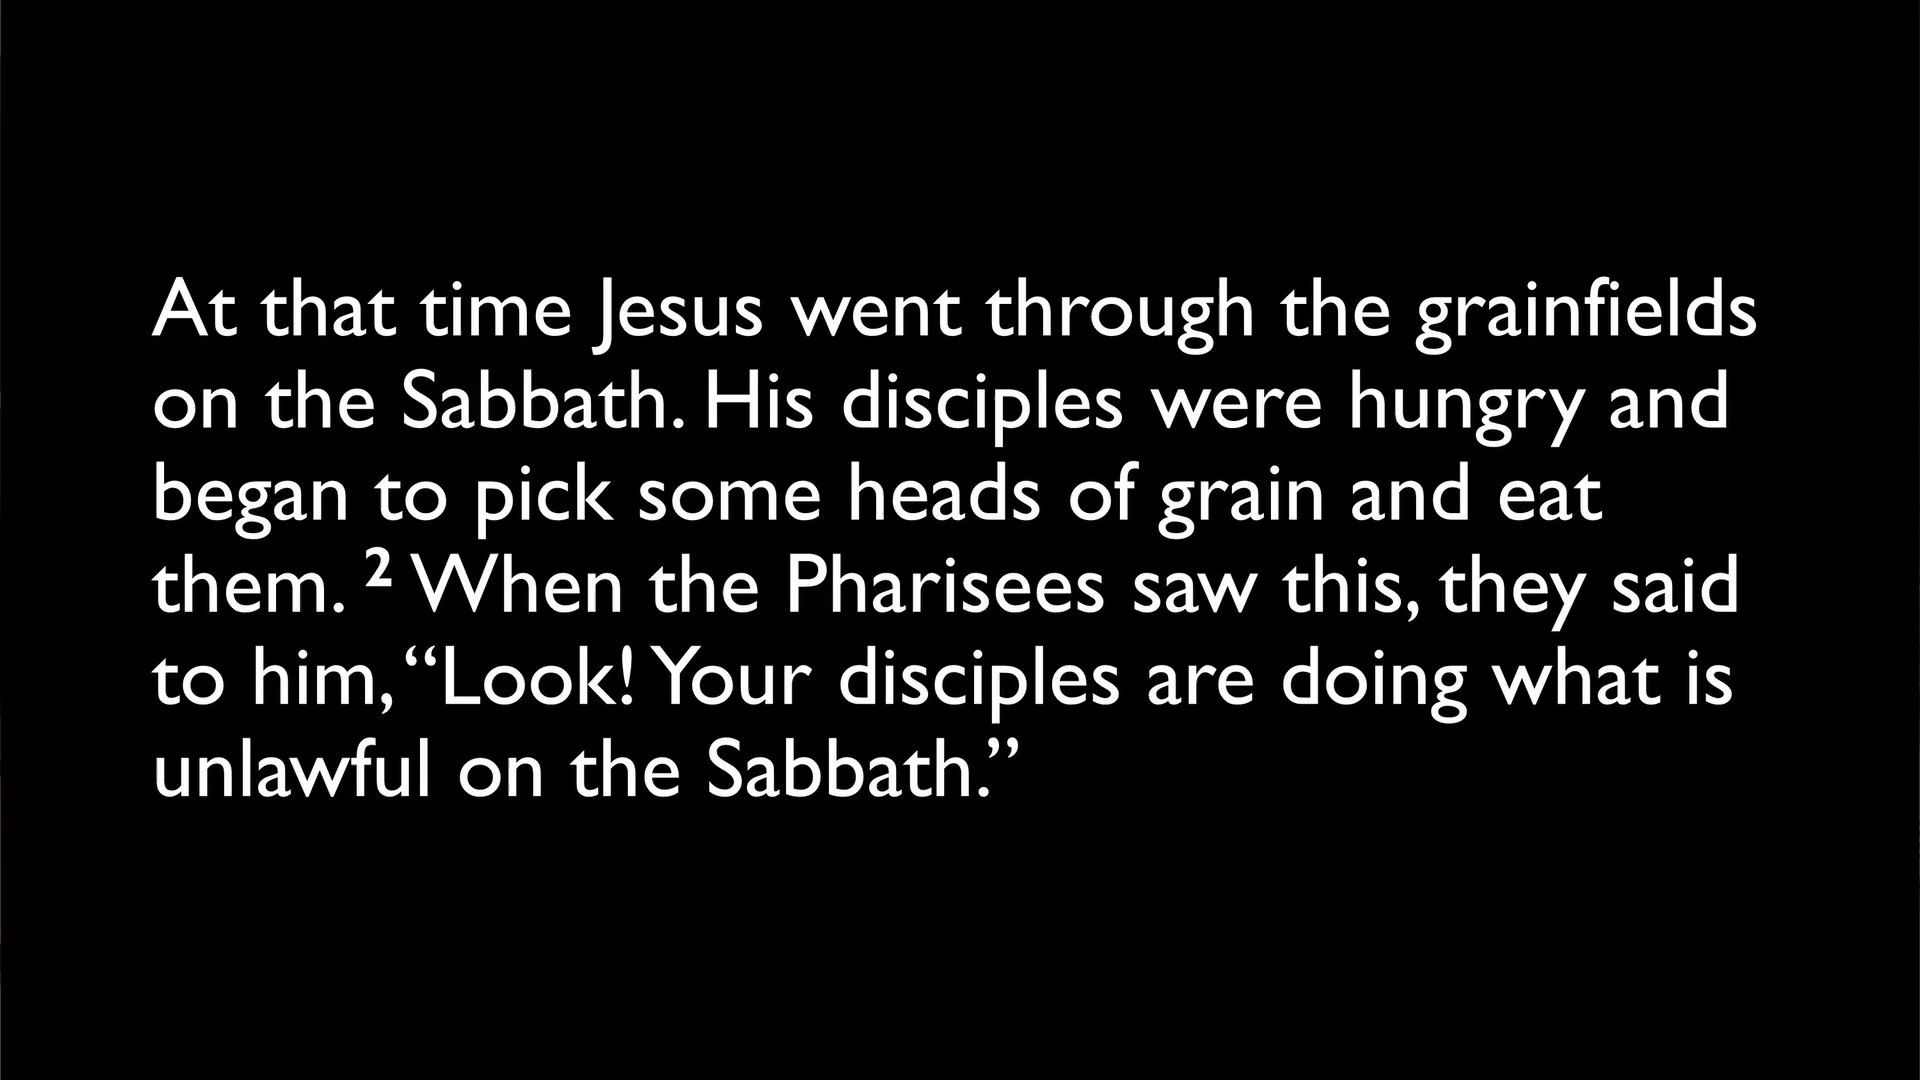 At that time Jesus went through the grainfields
on the Sabbath. His disciples were hungry and
began to pick some heads of grain and eat
them. ² When the Pharisees saw this, they said
to him, “Look! Your disciples are doing what is
unlawful on the Sabbath.”